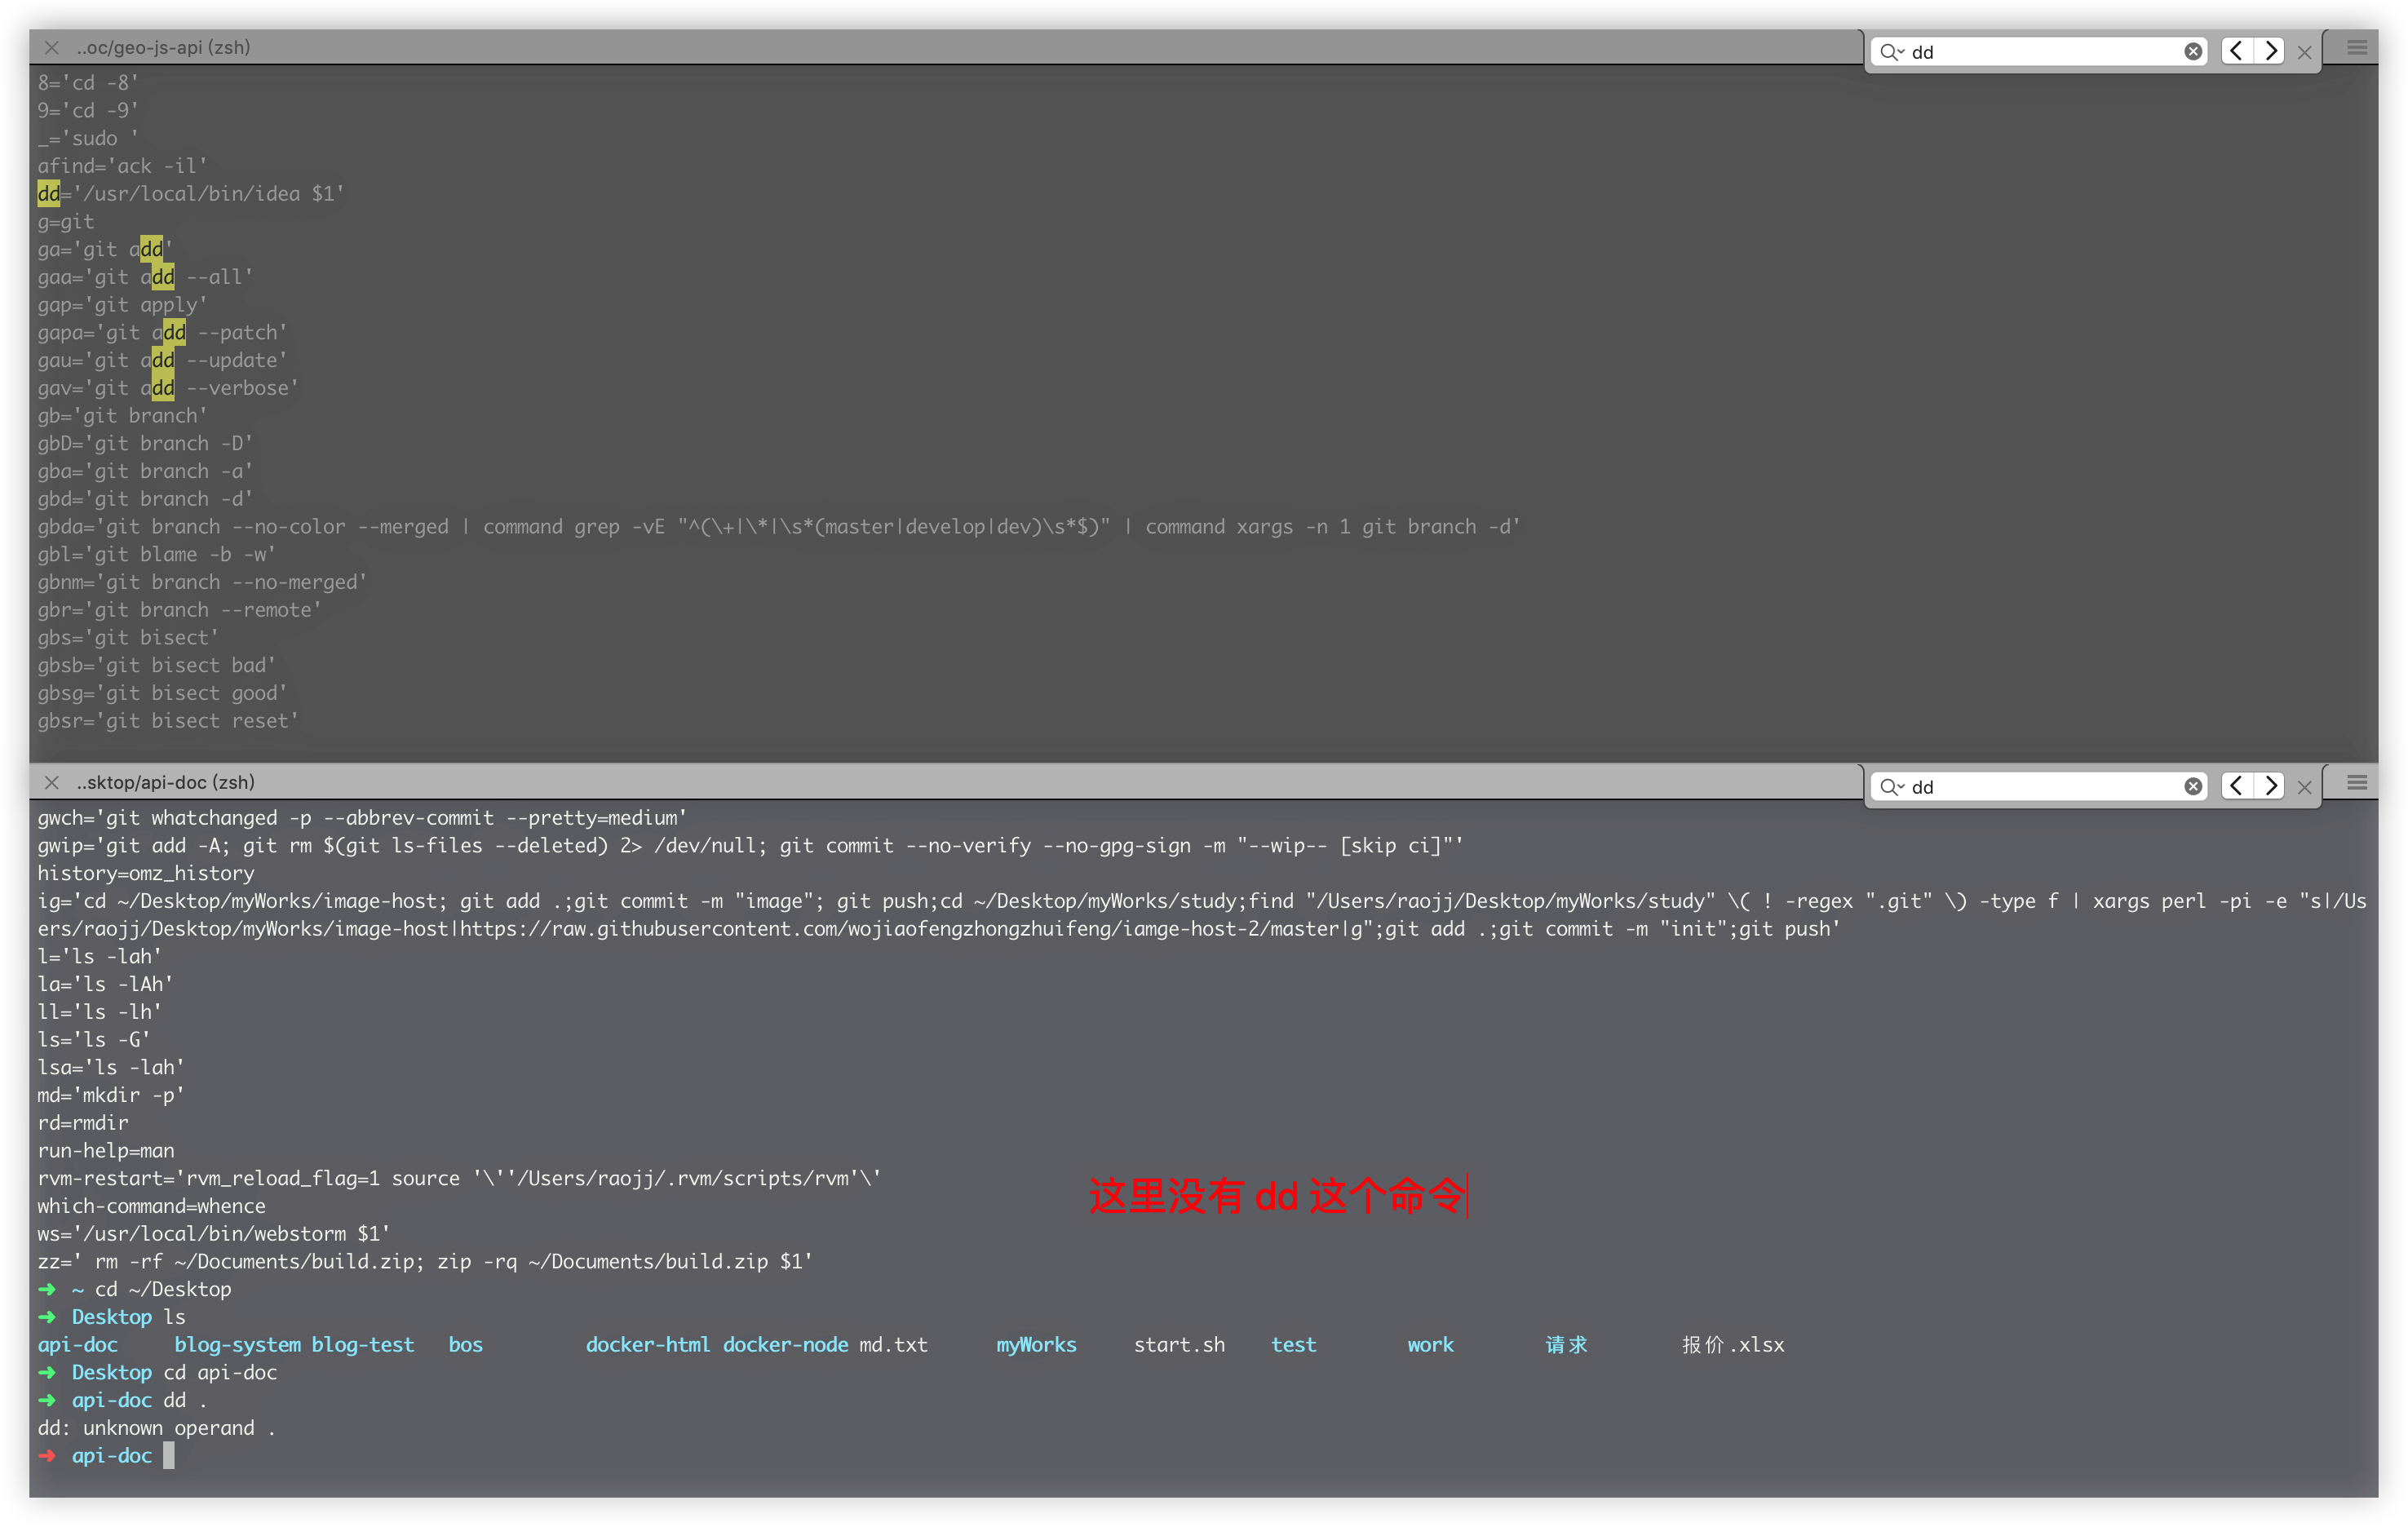 ..oc/geo-js-api (zsh)
dd
8='cd -8'
9='cd -9'
_='sudo '
afind='ack -il'
dd='/usr/local/bin/idea $1'
g=git
ga='git add'
gaa='git add --all'
gap='git apply'
gapa='git add --patch'
gau='git add --update'
gav='git add --verbose'
gb='git branch'
gbD='git branch -D'
gba='git branch -a'
gbd='git branch -d'
gbda='git branch --no-color --merged | command grep -vE "^(\+|\*|\s*(master|develop|dev)\s*$)" | command xargs -n 1 git branch -d'
gbl='git blame -b -w'
gbnm='git branch --no-merged'
gbr='git branch --remote'
gbs='git bisect'
gbsb='git bisect bad'
gbsg='git bisect good'
gbsr='git bisect reset'
..sktop/api-doc (zsh)
dd
gwch='git whatchanged -p --abbrev-commit --pretty=medium'
gwip='git add -A; git rm $(git ls-files --deleted) 2> /dev/null; git commit --no-verify --no-gpg-sign -m "--wip-- [skip ci]"'
history=omz_history
ig='cd ~/Desktop/myWorks/image-host; git add .;git commit -m "image"; git push;cd ~/Desktop/myWorks/study;find "/Users/raojj/Desktop/myWorks/study" \( ! -regex ".git" \) -type f | xargs perl -pi -e "s|/Us
ers/raojj/Desktop/myWorks/image-host|https://raw.githubusercontent.com/wojiaofengzhongzhuifeng/iamge-host-2/master|g";git add .;git commit -m "init";git push'
l='ls -lah'
la='ls -lAh'
ll='ls -lh'
ls='ls -G'
lsa='ls -lah'
md='mkdir -p'
rd=rmdir
run-help=man
rvm-restart='rvm_reload_flag=1 source '\''/Users/raojj/.rvm/scripts/rvm'\'
这里没有 dd 这个命令
which-command=whence
ws='/usr/local/bin/webstorm $1'
zz=' rm -rf ~/Documents/build.zip; zip -rq ~/Documents/build.zip $1'
➜ ~ cd ~/Desktop
➜ Desktop ls
api-doc blog-system blog-test bos docker-html docker-node md.txt myWorks start.sh test work 请求 报价.xlsx
➜ Desktop cd api-doc
➜ api-doc dd .
dd: unknown operand .
➜ api-doc